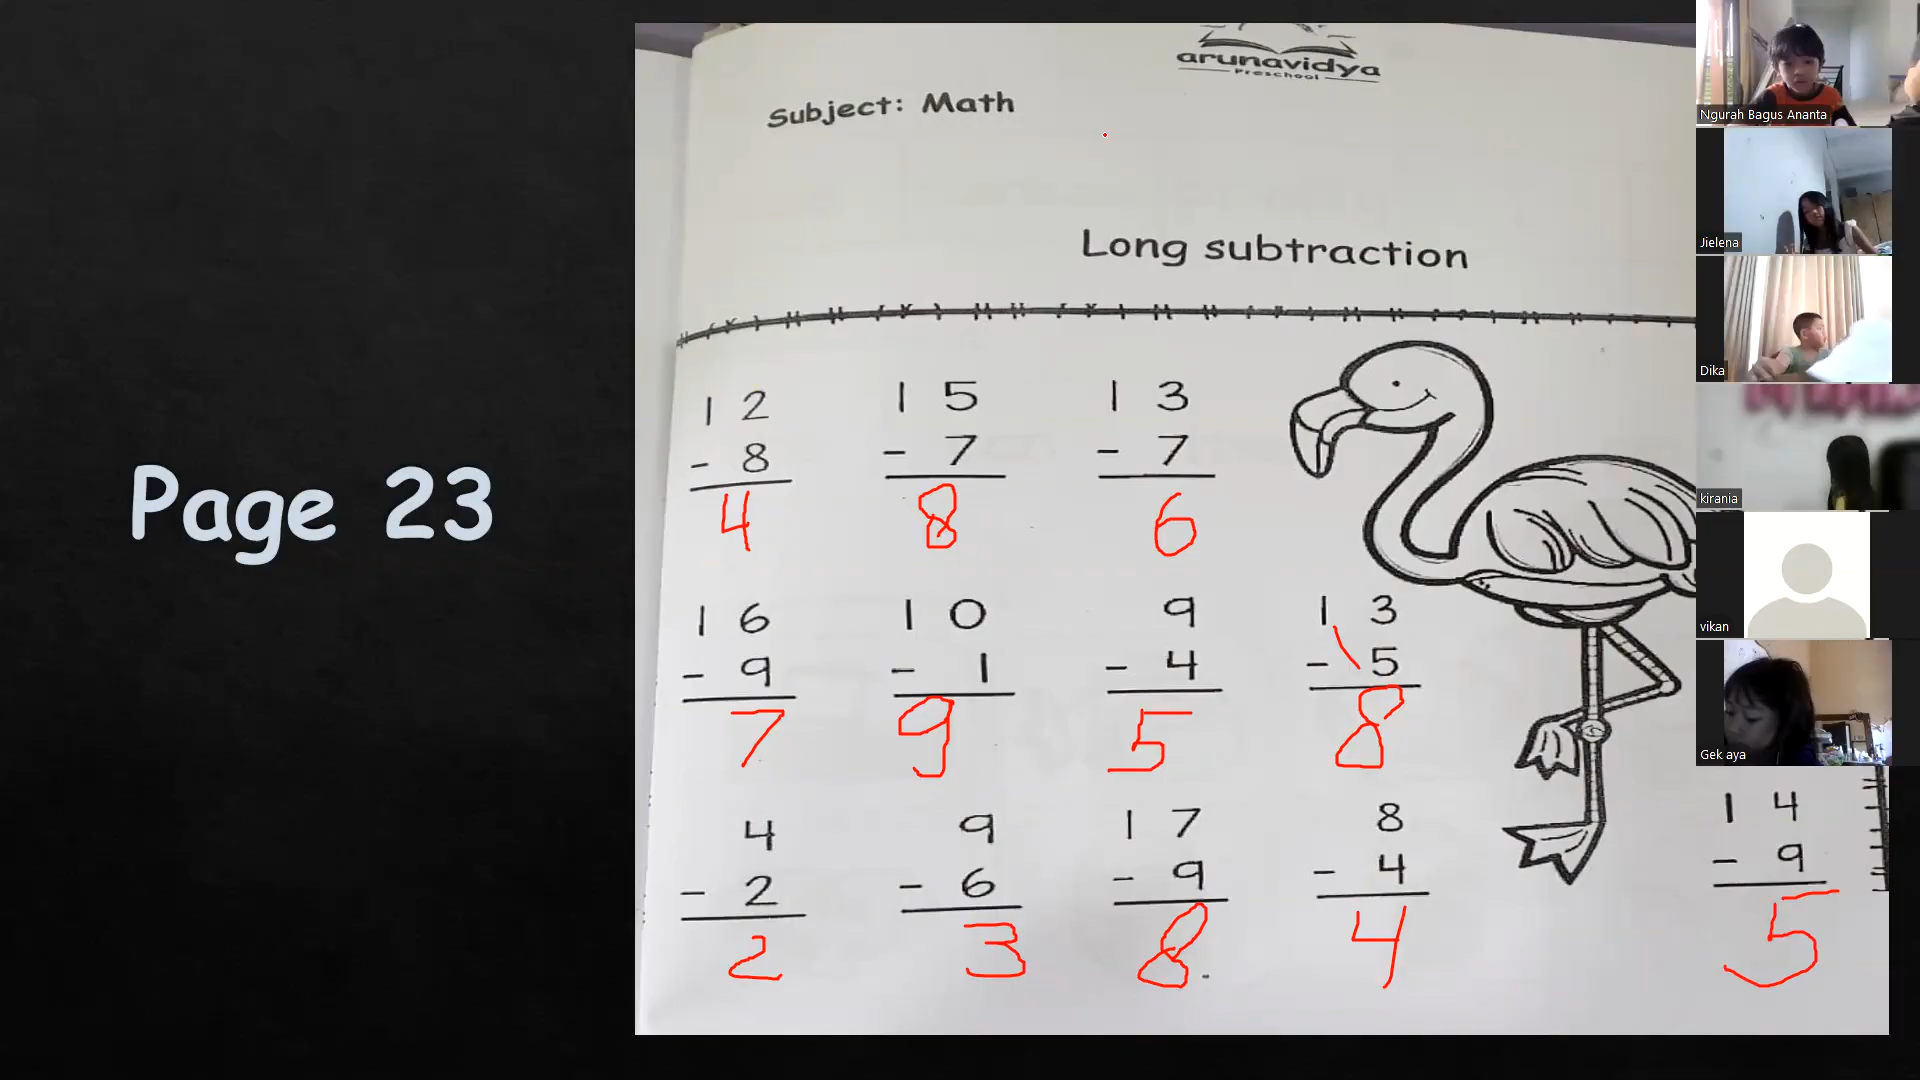 Page 23
arunavidya
Preschool
Subject: Math
Long subtraction
12 15 13
- 8 - 7 - 7
4 8 6
16 10 9 13
- 9 - 1 - 4 - 5
7 9 5 8
4 9 17 8 14
- 2 - 6 - 9 - 4 - 9
2 3 8 4 5
Ngurah Bagus Ananta
Jielena
Dika
kirania
vikan
Gek aya